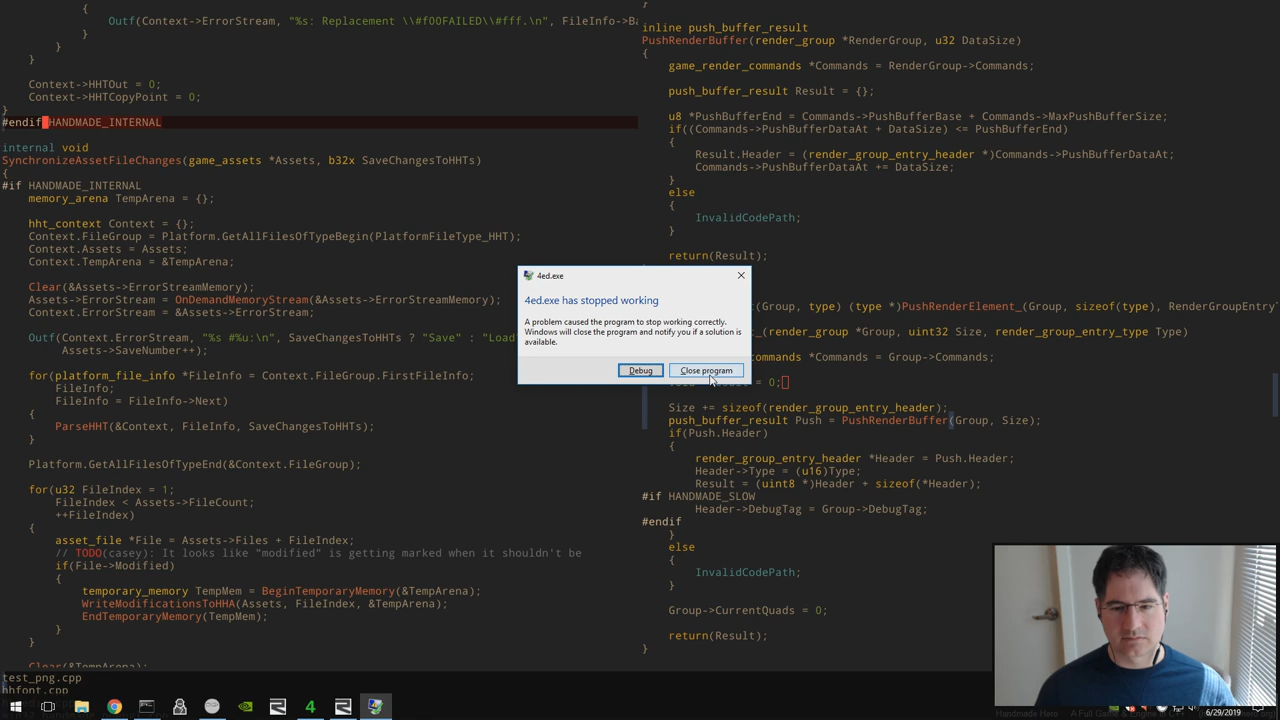 {
Outf(Context->ErrorStream, "%s: Replacement \\#f00FAILED\\#fff.\n", FileInfo->Ba
}
}
}
Context->HHTOut = 0;
Context->HHTCopyPoint = 0;
}
#endif HANDMADE_INTERNAL
internal void
SynchronizeAssetFileChanges(game_assets *Assets, b32x SaveChangesToHHTs)
{
#if HANDMADE_INTERNAL
memory_arena TempArena = {};
hht_context Context = {};
Context.FileGroup = Platform.GetAllFilesOfTypeBegin(PlatformFileType_HHT);
Context.Assets = Assets;
Context.TempArena = &TempArena;
Clear(&Assets->ErrorStreamMemory);
Assets->ErrorStream = OnDemandMemoryStream(&Assets->ErrorStreamMemory);
Context.ErrorStream = &Assets->ErrorStream;
Outf(Context.ErrorStream, "%s #%u:\n", SaveChangesToHHTs ? "Save" : "Load
Assets->SaveNumber++);
for(platform_file_info *FileInfo = Context.FileGroup.FirstFileInfo;
FileInfo;
FileInfo = FileInfo->Next)
{
ParseHHT(&Context, FileInfo, SaveChangesToHHTs);
}
Platform.GetAllFilesOfTypeEnd(&Context.FileGroup);
for(u32 FileIndex = 1;
FileIndex < Assets->FileCount;
++FileIndex)
{
asset_file *File = Assets->Files + FileIndex;
// TODO(casey): It looks like "modified" is getting marked when it shouldn't be
if(File->Modified)
{
temporary_memory TempMem = BeginTemporaryMemory(&TempArena);
WriteModificationsToHHA(Assets, FileIndex, &TempArena);
EndTemporaryMemory(TempMem);
}
}
Clear(&TempArena);
test_png.cpp
hhfont.cpp
inline push_buffer_result
PushRenderBuffer(render_group *RenderGroup, u32 DataSize)
{
game_render_commands *Commands = RenderGroup->Commands;
push_buffer_result Result = {};
u8 *PushBufferEnd = Commands->PushBufferBase + Commands->MaxPushBufferSize;
if((Commands->PushBufferDataAt + DataSize) <= PushBufferEnd)
{
Result.Header = (render_group_entry_header *)Commands->PushBufferDataAt;
Commands->PushBufferDataAt += DataSize;
}
else
{
InvalidCodePath;
}
return(Result);
(Group, type) (type *)PushRenderElement_(Group, sizeof(type), RenderGroupEntry
_(render_group *Group, uint32 Size, render_group_entry_type Type)
Commands = Group->Commands;
= 0;
Size += sizeof(render_group_entry_header);
push_buffer_result Push = PushRenderBuffer(Group, Size);
if(Push.Header)
{
render_group_entry_header *Header = Push.Header;
Header->Type = (u16)Type;
Result = (uint8 *)Header + sizeof(*Header);
#if HANDMADE_SLOW
Header->DebugTag = Group->DebugTag;
#endif
}
else
{
InvalidCodePath;
}
Group->CurrentQuads = 0;
return(Result);
}
4ed.exe
4ed.exe has stopped working
A problem caused the program to stop working correctly.
Windows will close the program and notify you if a solution is
available.
Debug
Close program
Handmade Hero A Full Game & Engine in C++
6/29/2019